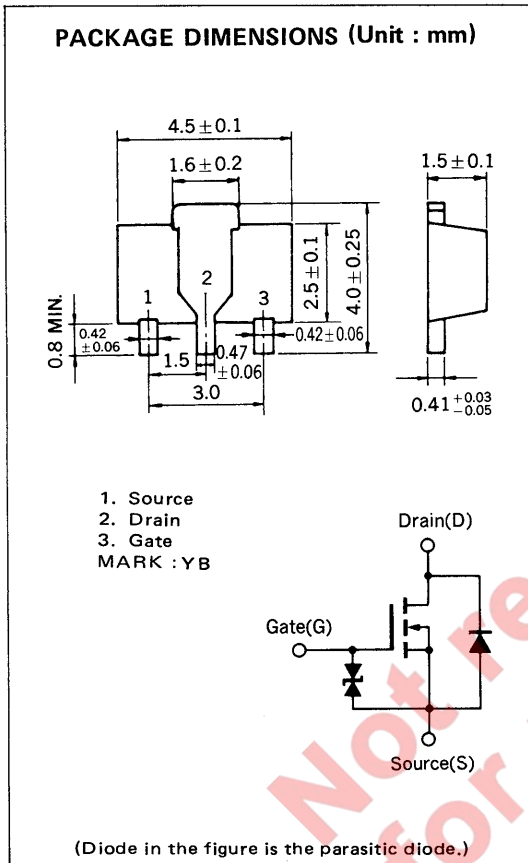 PACKAGE DIMENSIONS (Unit : mm)
4.5±0.1
1.6±0.2
1.5±0.1
2
1
3
2.5±0.1
4.0±0.25
0.8 MIN.
0.42
±0.06
0.42±0.06
1.5
0.47
±0.06
3.0
0.41 +0.03
−0.05
1. Source
2. Drain
3. Gate
MARK : YB
Drain(D)
Gate(G)
Source(S)
Not re
for
(Diode in the figure is the parasitic diode.)